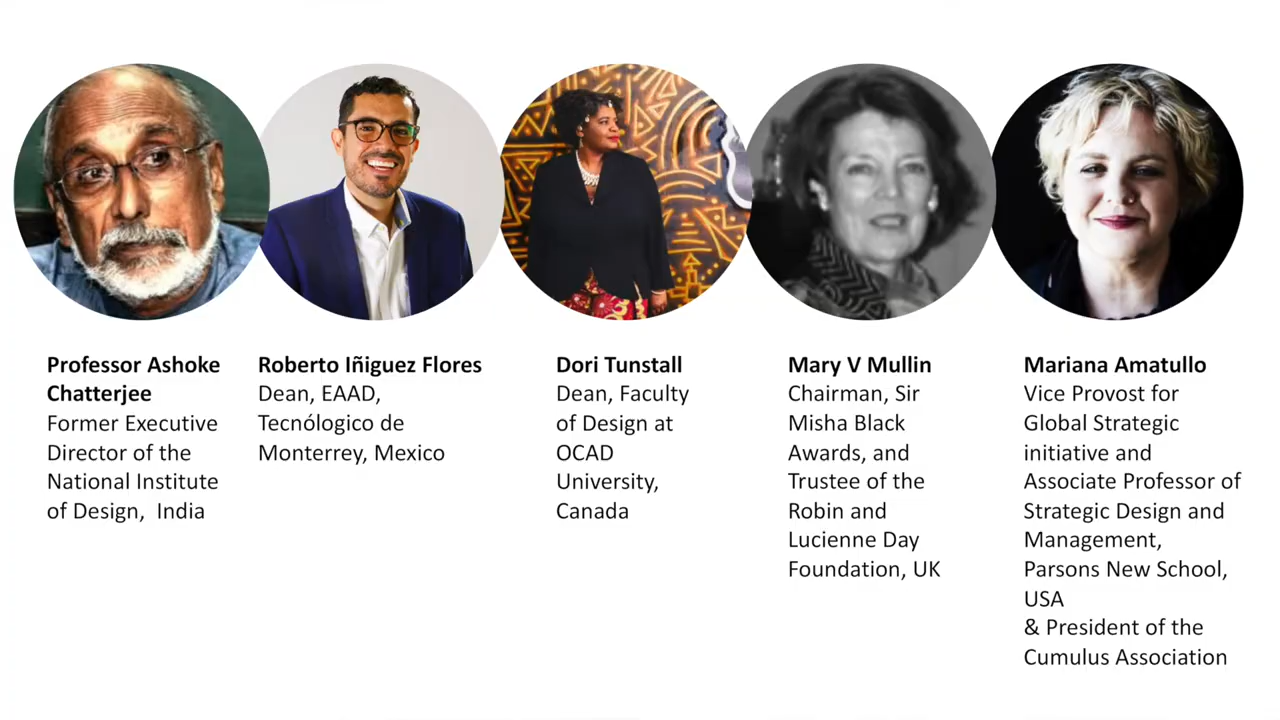 Professor Ashoke
Chatterjee
Former Executive
Director of the
National Institute
of Design, India
Roberto Iñiguez Flores
Dean, EAAD,
Tecnólogico de
Monterrey, Mexico
Dori Tunstall
Dean, Faculty
of Design at
OCAD
University,
Canada
Mary V Mullin
Chairman, Sir
Misha Black
Awards, and
Trustee of the
Robin and
Lucienne Day
Foundation, UK
Mariana Amatullo
Vice Provost for
Global Strategic
initiative and
Associate Professor of
Strategic Design and
Management,
Parsons New School,
USA
& President of the
Cumulus Association